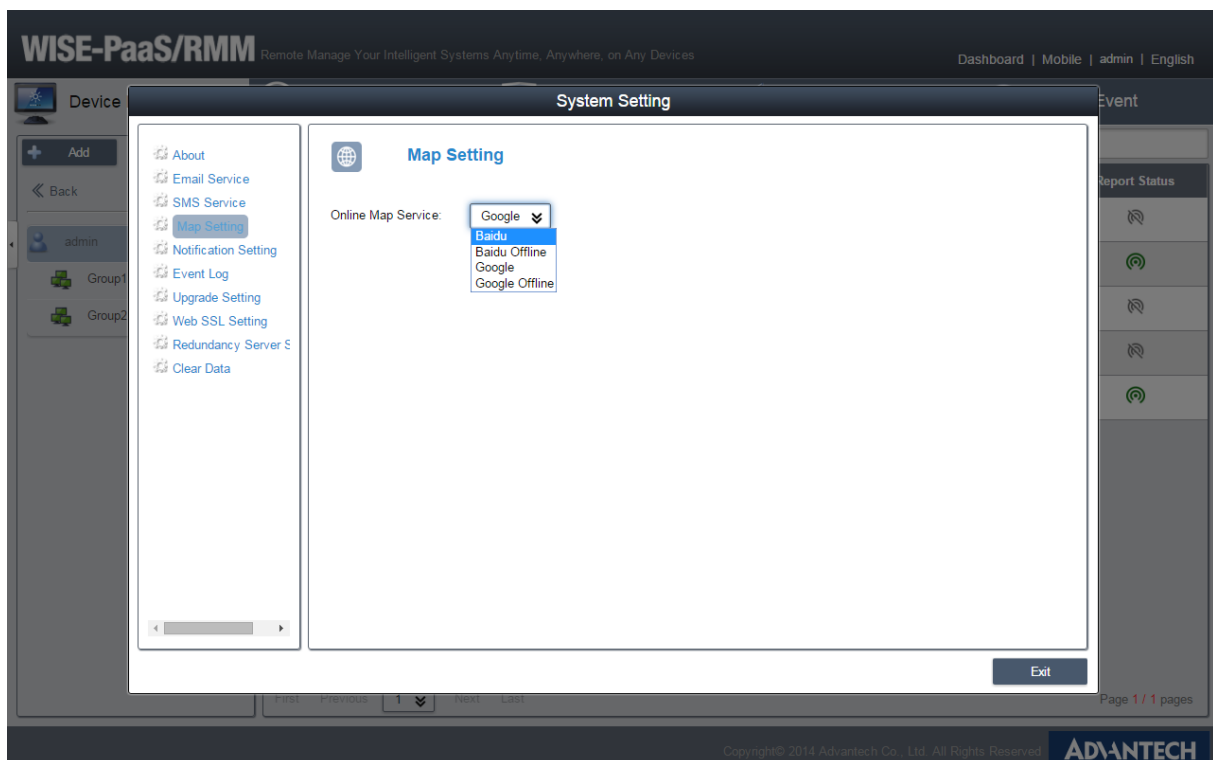 WISE-PaaS/RMM Remote Manage Your Intelligent Systems Anytime, Anywhere, on Any Devices
Dashboard | Mobile | admin | English
Device
System Setting
Event
Add
Back
admin
Group1
Group2
About
Email Service
SMS Service
Map Setting
Notification Setting
Event Log
Upgrade Setting
Web SSL Setting
Redundancy Server S
Clear Data
Map Setting
Online Map Service: Google
Baidu
Baidu Offline
Google
Google Offline
Report Status
Exit
First Previous 1 Next Last
Page 1 / 1 pages
Copyright© 2014 Advantech Co., Ltd. All Rights Reserved
ADVANTECH